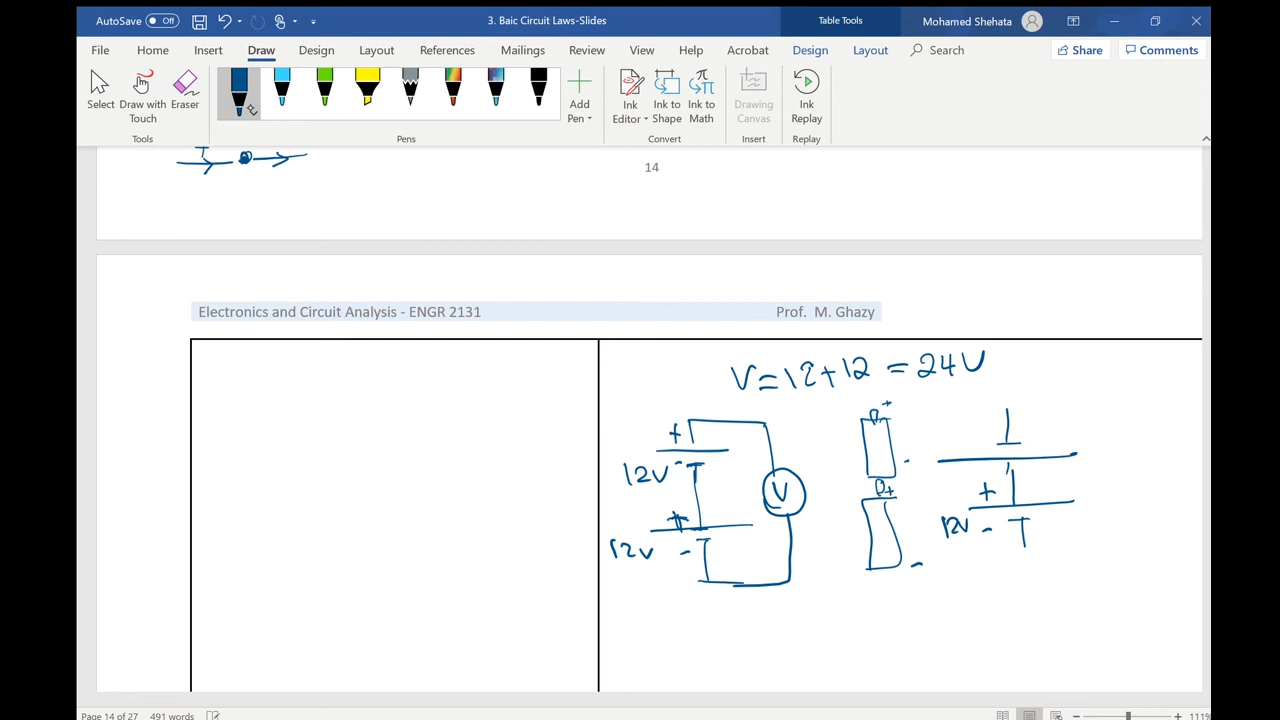 AutoSave Off 3. Baic Circuit Laws-Slides Table Tools Mohamed Shehata
File Home Insert Draw Design Layout References Mailings Review View Help Acrobat Design Layout Search Share Comments
Select Draw with Touch Eraser Add Pen Ink Editor Ink to Shape Ink to Math Drawing Canvas Ink Replay
Tools Pens Convert Insert Replay
14
Electronics and Circuit Analysis - ENGR 2131 Prof. M. Ghazy
V=12+12 = 24V
+ +
12V - V - +
+ +
12V - - 12V -
Page 14 of 27 491 words 111%